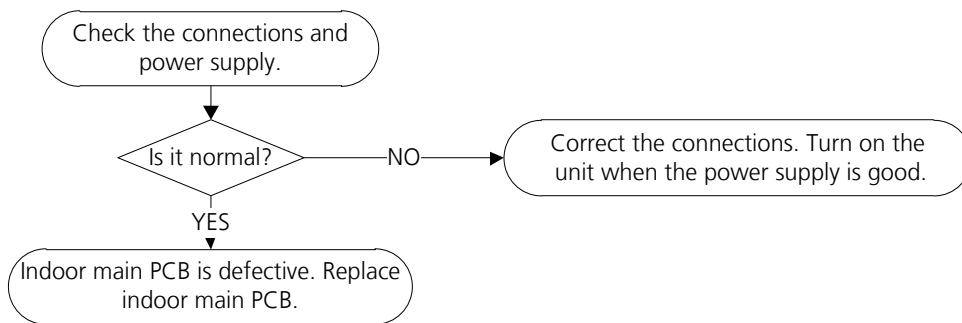 Check the connections and
power supply.
Is it normal?
NO
Correct the connections. Turn on the
unit when the power supply is good.
YES
Indoor main PCB is defective. Replace
indoor main PCB.